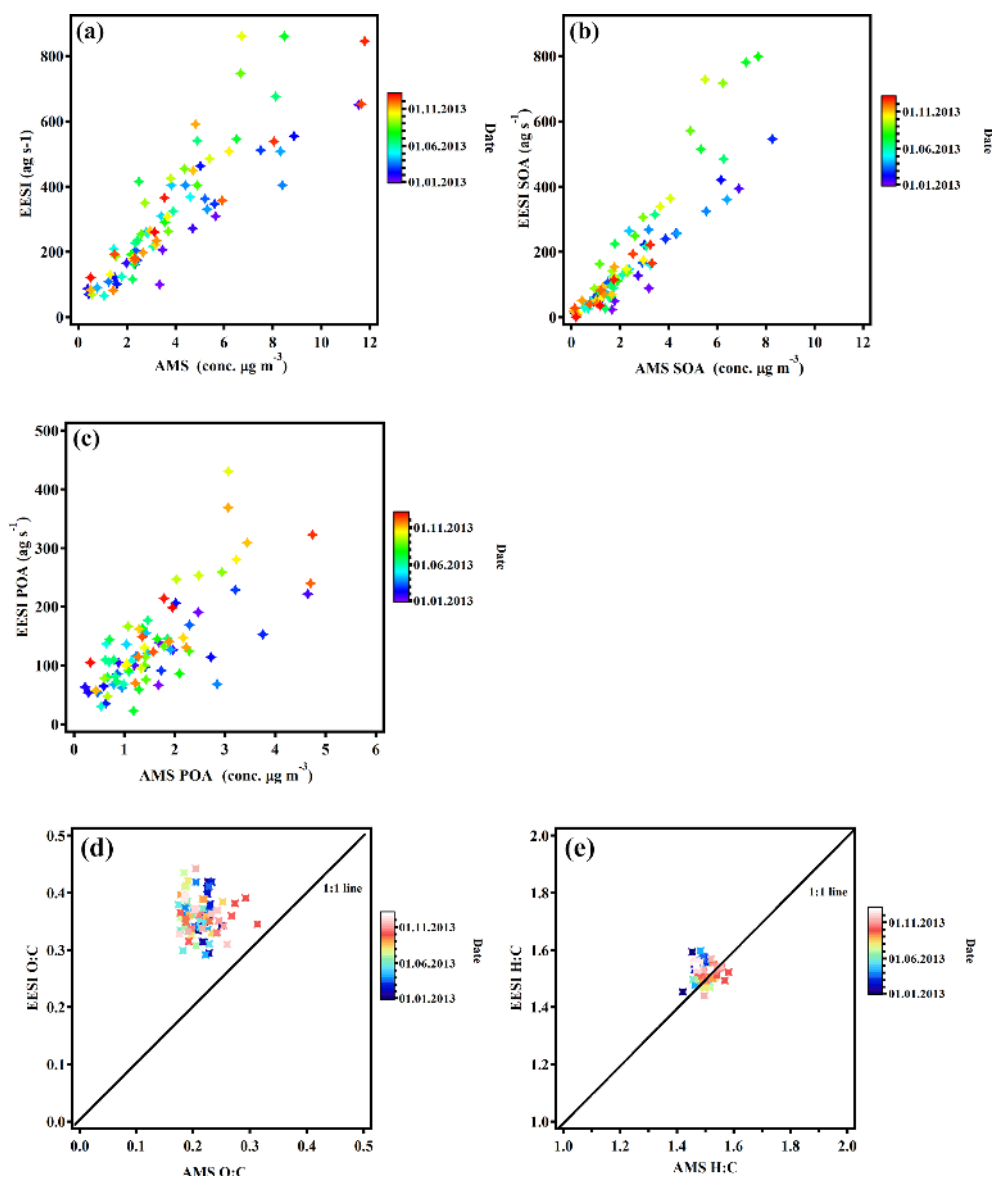 (a)
EESI (ag s-1)
800
600
400
200
0
0 2 4 6 8 10 12
AMS (conc. µg m-3)
01.11.2013
01.06.2013
01.01.2013
Date
(b)
EESI SOA (ag s-1)
800
600
400
200
0
0 2 4 6 8 10 12
AMS SOA (conc. µg m-3)
01.11.2013
01.06.2013
01.01.2013
Date
(c)
EESI POA (ag s-1)
500
400
300
200
100
0
0 1 2 3 4 5 6
AMS POA (conc. µg m-3)
01.11.2013
01.06.2013
01.01.2013
Date
(d)
1:1 line
EESI O:C
0.5
0.4
0.3
0.2
0.1
0.0
0.0 0.1 0.2 0.3 0.4 0.5
AMS O:C
01.11.2013
01.06.2013
01.01.2013
Date
(e)
1:1 line
EESI H:C
2.0
1.8
1.6
1.4
1.2
1.0
1.0 1.2 1.4 1.6 1.8 2.0
AMS H:C
01.11.2013
01.06.2013
01.01.2013
Date